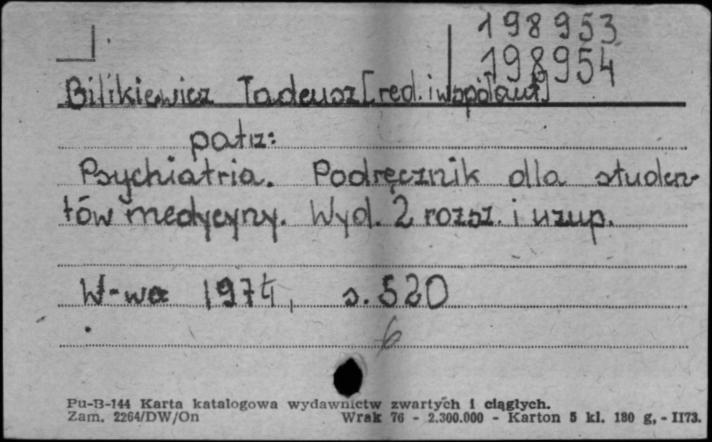 198953
198954
Bilikiewicz Tadeusz [red. i współaut]
patrz:
Psychiatria. Podręcznik dla studen-
tów medycyny. Wyd. 2 rozsz. i uzup.
W-wa 1974, s. 520
6
Pu-B-144 Karta katalogowa wydawnictw zwartych i ciągłych.
Zam. 2264/DW/On Wrak 76 - 2.300.000 - Karton 5 kl. 180 g, - II73.